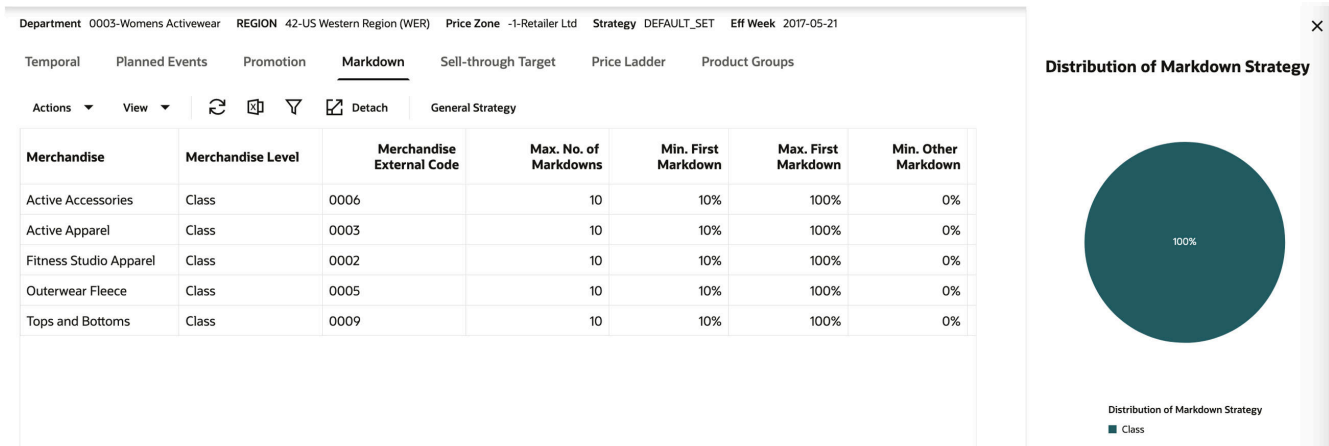 Department 0003-Womens Activewear REGION 42-US Western Region (WER) Price Zone -1-Retailer Ltd Strategy DEFAULT_SET Eff Week 2017-05-21
Temporal Planned Events Promotion Markdown Sell-through Target Price Ladder Product Groups
Actions View Detach General Strategy
Merchandise Merchandise Level Merchandise External Code Max. No. of Markdowns Min. First Markdown Max. First Markdown Min. Other Markdown
Active Accessories Class 0006 10 10% 100% 0%
Active Apparel Class 0003 10 10% 100% 0%
Fitness Studio Apparel Class 0002 10 10% 100% 0%
Outerwear Fleece Class 0005 10 10% 100% 0%
Tops and Bottoms Class 0009 10 10% 100% 0%
Distribution of Markdown Strategy
100%
Distribution of Markdown Strategy
Class